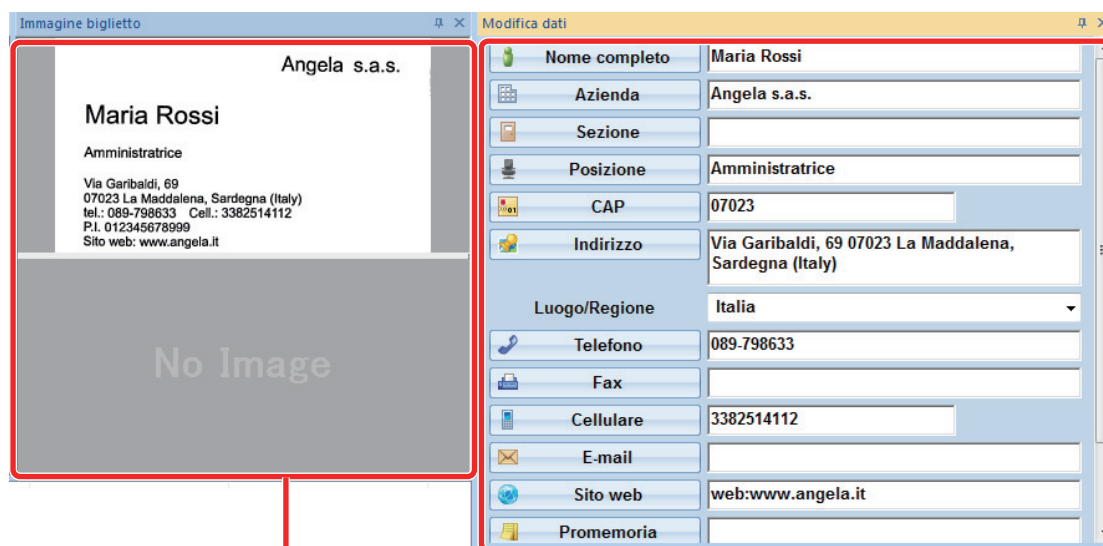 Immagine biglietto
Angela s.a.s.
Maria Rossi
Amministratrice
Via Garibaldi, 69
07023 La Maddalena, Sardegna (Italy)
tel.: 089-798633 Cell.: 3382514112
P.I. 012345678999
Sito web: www.angela.it
No Image
Modifica dati
Nome completo Maria Rossi
Azienda Angela s.a.s.
Sezione
Posizione Amministratrice
CAP 07023
Indirizzo Via Garibaldi, 69 07023 La Maddalena,
Sardegna (Italy)
Luogo/Regione Italia
Telefono 089-798633
Fax
Cellulare 3382514112
E-mail
Sito web web:www.angela.it
Promemoria